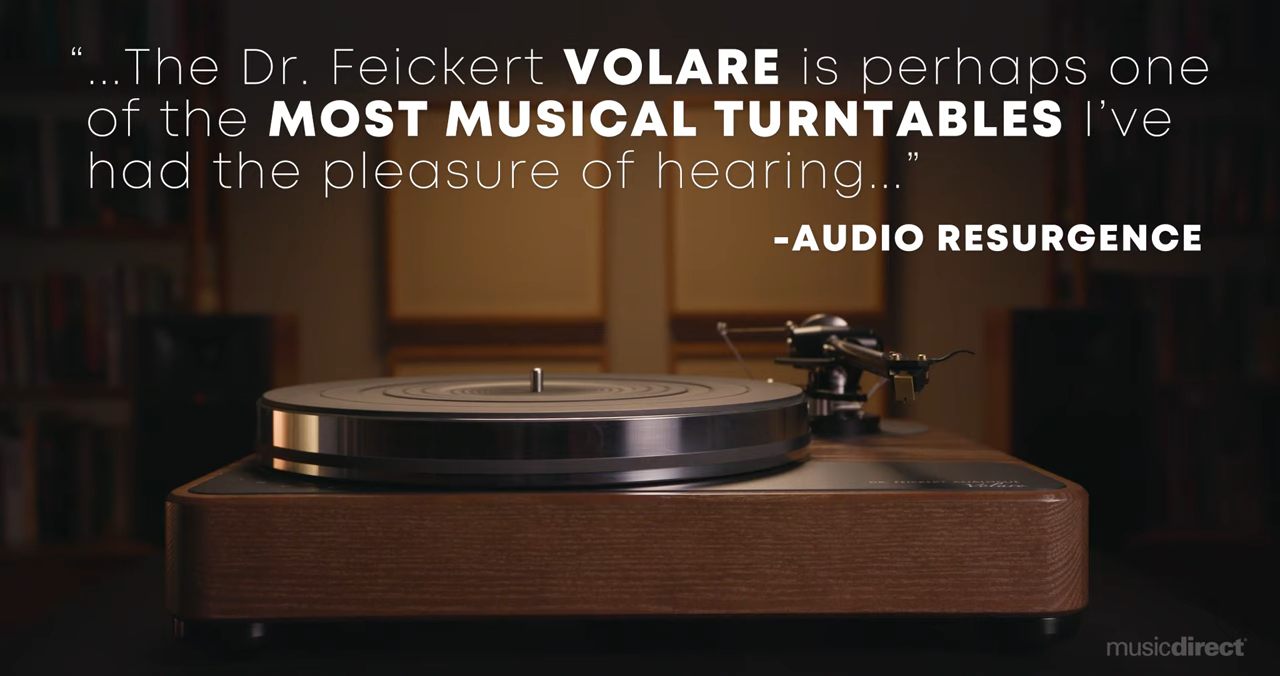 “...The Dr. Feickert VOLARE is perhaps one
of the MOST MUSICAL TURNTABLES I’ve
had the pleasure of hearing...”
-AUDIO RESURGENCE
Volare
musicdirect